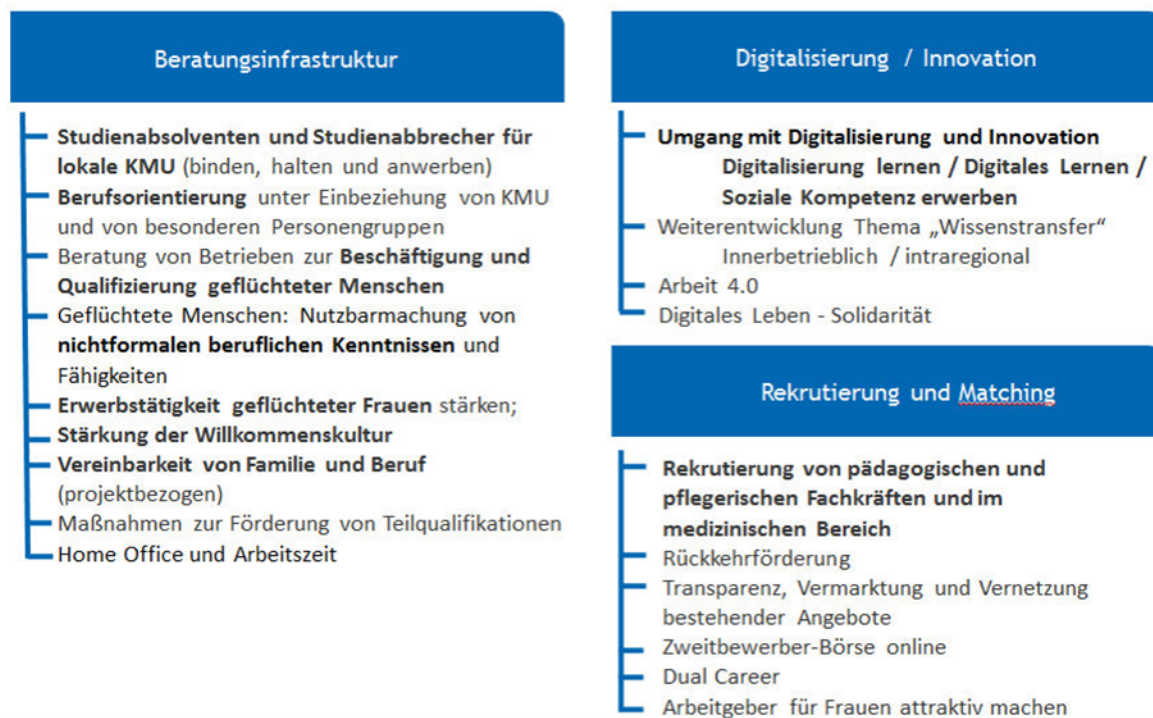 Beratungsinfrastruktur
Studienabsolventen und Studienabbrecher für
lokale KMU (binden, halten und anwerben)
Berufsorientierung unter Einbeziehung von KMU
und von besonderen Personengruppen
Beratung von Betrieben zur Beschäftigung und
Qualifizierung geflüchteter Menschen
Geflüchtete Menschen: Nutzbarmachung von
nichtformalen beruflichen Kenntnissen und
Fähigkeiten
Erwerbstätigkeit geflüchteter Frauen stärken;
Stärkung der Willkommenskultur
Vereinbarkeit von Familie und Beruf
(projektbezogen)
Maßnahmen zur Förderung von Teilqualifikationen
Home Office und Arbeitszeit
Digitalisierung / Innovation
Umgang mit Digitalisierung und Innovation
Digitalisierung lernen / Digitales Lernen /
Soziale Kompetenz erwerben
Weiterentwicklung Thema „Wissenstransfer“
Innerbetrieblich / intraregional
Arbeit 4.0
Digitales Leben - Solidarität
Rekrutierung und Matching
Rekrutierung von pädagogischen und
pflegerischen Fachkräften und im
medizinischen Bereich
Rückkehrförderung
Transparenz, Vermarktung und Vernetzung
bestehender Angebote
Zweitbewerber-Börse online
Dual Career
Arbeitgeber für Frauen attraktiv machen